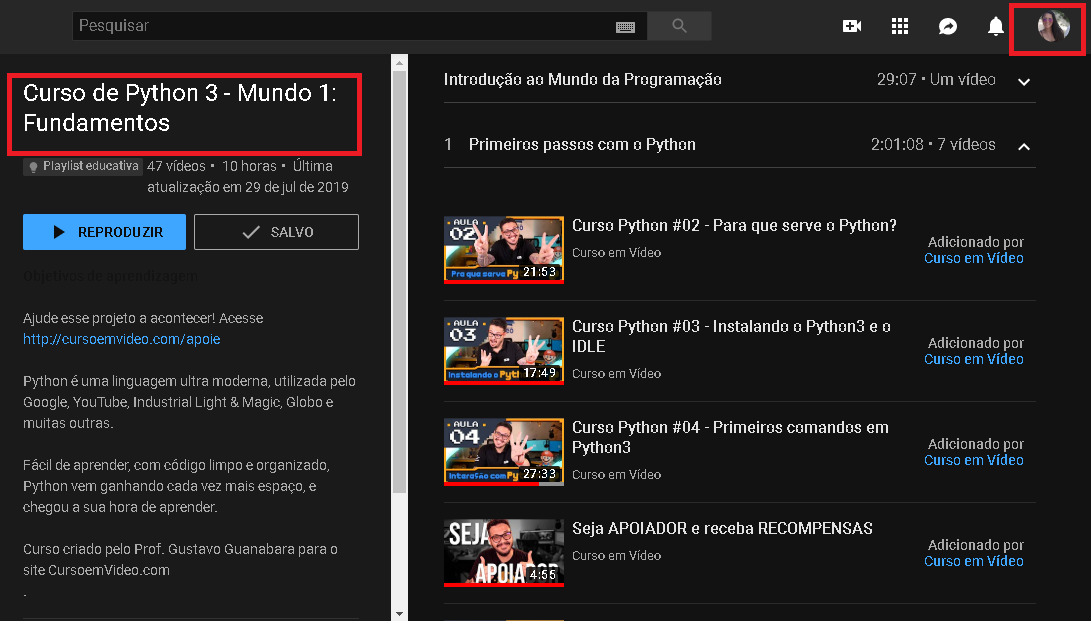 Pesquisar
Curso de Python 3 - Mundo 1:
Fundamentos
Playlist educativa 47 vídeos • 10 horas • Última
atualização em 29 de jul de 2019
REPRODUZIR
SALVO
Objetivos de aprendizagem
Ajude esse projeto a acontecer! Acesse
http://cursoemvideo.com/apoie
Python é uma linguagem ultra moderna, utilizada pelo
Google, YouTube, Industrial Light & Magic, Globo e
muitas outras.
Fácil de aprender, com código limpo e organizado,
Python vem ganhando cada vez mais espaço, e
chegou a sua hora de aprender.
Curso criado pelo Prof. Gustavo Guanabara para o
site CursoemVideo.com
.
Introdução ao Mundo da Programação 29:07 • Um vídeo
1 Primeiros passos com o Python 2:01:08 • 7 vídeos
AULA
02
Pra que serve Py
21:53
Curso Python #02 - Para que serve o Python?
Curso em Vídeo
Adicionado por
Curso em Vídeo
AULA
03
Instalando o Pyt
17:49
Curso Python #03 - Instalando o Python3 e o
IDLE
Curso em Vídeo
Adicionado por
Curso em Vídeo
AULA
04
Interação com Py
27:33
Curso Python #04 - Primeiros comandos em
Python3
Curso em Vídeo
Adicionado por
Curso em Vídeo
SEJA
APOIADOR
4:55
Seja APOIADOR e receba RECOMPENSAS
Curso em Vídeo
Adicionado por
Curso em Vídeo